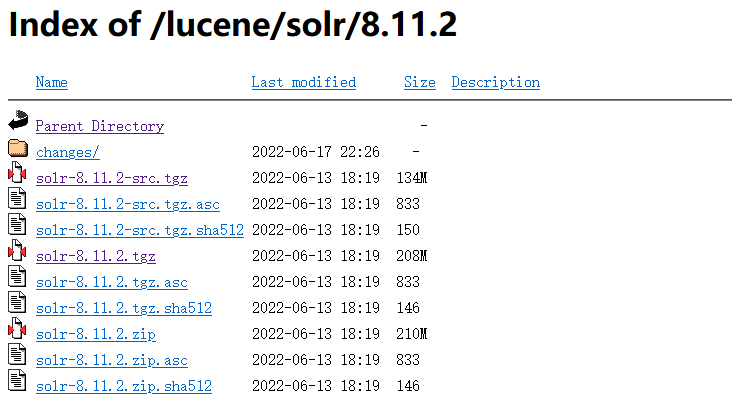 Index of /lucene/solr/8.11.2
Name Last modified Size Description
Parent Directory -
changes/ 2022-06-17 22:26 -
solr-8.11.2-src.tgz 2022-06-13 18:19 134M
solr-8.11.2-src.tgz.asc 2022-06-13 18:19 833
solr-8.11.2-src.tgz.sha512 2022-06-13 18:19 150
solr-8.11.2.tgz 2022-06-13 18:19 208M
solr-8.11.2.tgz.asc 2022-06-13 18:19 833
solr-8.11.2.tgz.sha512 2022-06-13 18:19 146
solr-8.11.2.zip 2022-06-13 18:19 210M
solr-8.11.2.zip.asc 2022-06-13 18:19 833
solr-8.11.2.zip.sha512 2022-06-13 18:19 146